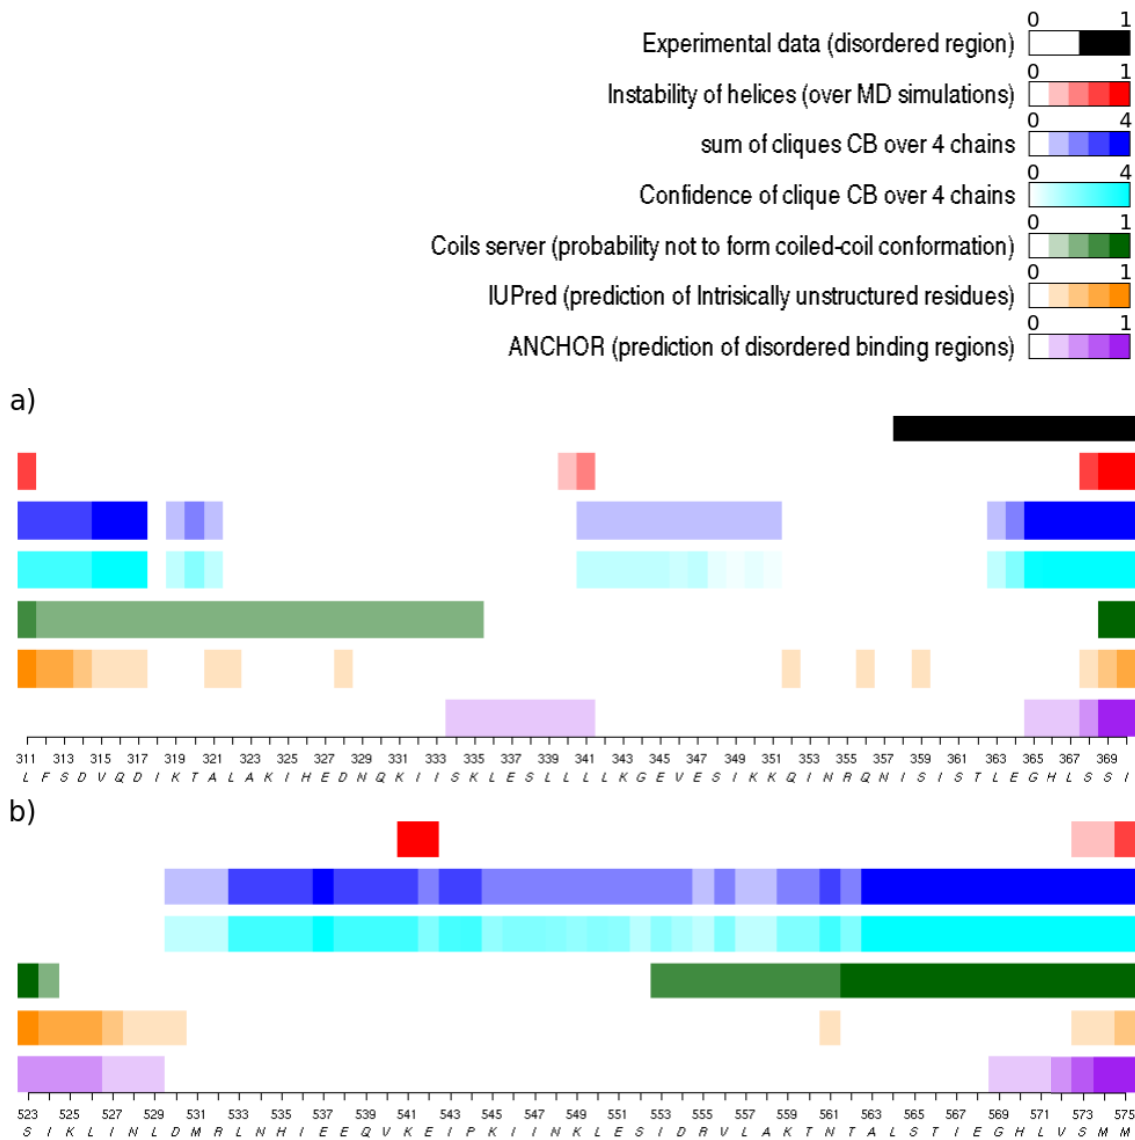 0 1
Experimental data (disordered region)
0 1
Instability of helices (over MD simulations)
0 4
sum of cliques CB over 4 chains
0 4
Confidence of clique CB over 4 chains
0 1
Coils server (probability not to form coiled-coil conformation)
0 1
IUPred (prediction of Intrisically unstructured residues)
0 1
ANCHOR (prediction of disordered binding regions)
a)
311 313 315 317 319 321 323 325 327 329 331 333 335 337 339 341 343 345 347 349 351 353 355 357 359 361 363 365 367 369
L F S D V Q D I K T A L A K I H E D N Q K I I S K L E S L L L L K G E V E S I K K Q I N R Q N I S I S T L E G H L S S I
b)
523 525 527 529 531 533 535 537 539 541 543 545 547 549 551 553 555 557 559 561 563 565 567 569 571 573 575
S I K L I N L D M R L N H I E E Q V K E I P K I I N K L E S I D R V L A K T N T A L S T I E G H L V S M M